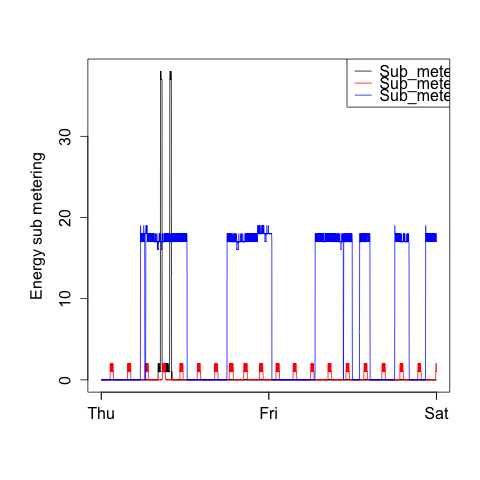 Sub_mete
Sub_mete
Sub_mete
Energy sub metering
30
20
10
0
Thu Fri Sat